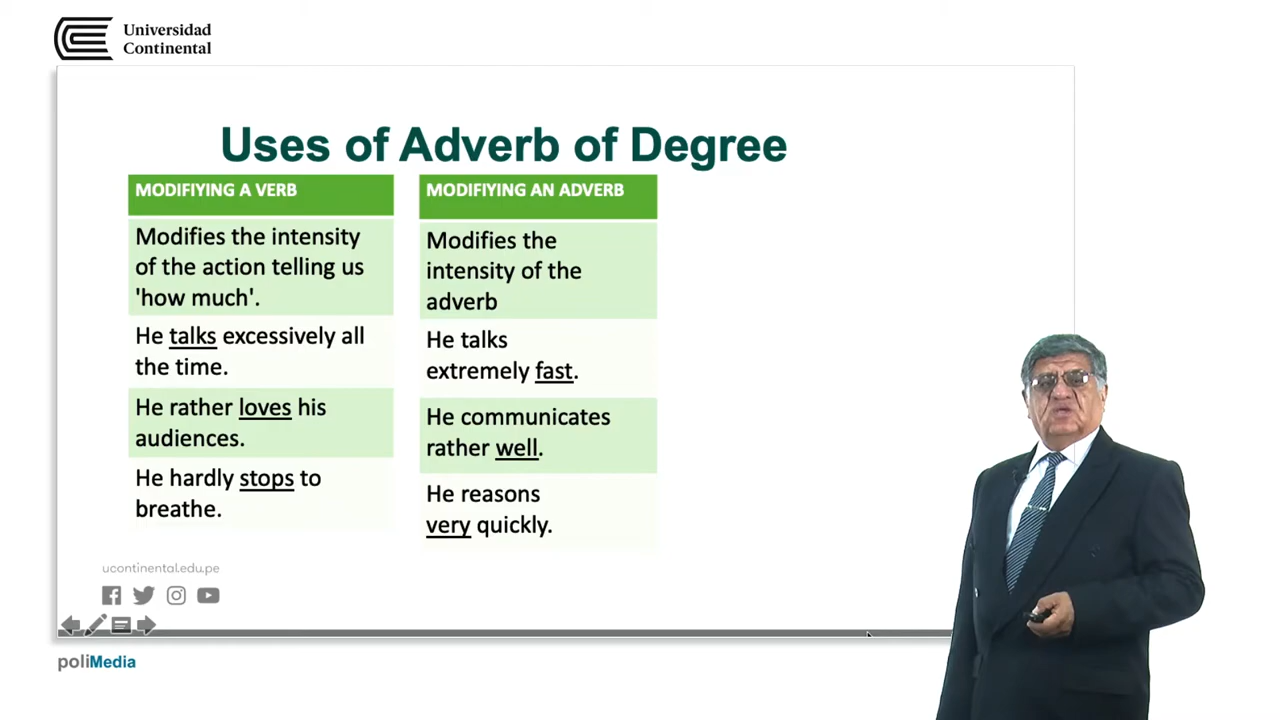 Universidad
Continental
Uses of Adverb of Degree
MODIFIYING A VERB
Modifies the intensity
of the action telling us
'how much'.
He talks excessively all
the time.
He rather loves his
audiences.
He hardly stops to
breathe.
MODIFIYING AN ADVERB
Modifies the
intensity of the
adverb
He talks
extremely fast.
He communicates
rather well.
He reasons
very quickly.
ucontinental.edu.pe
poliMedia